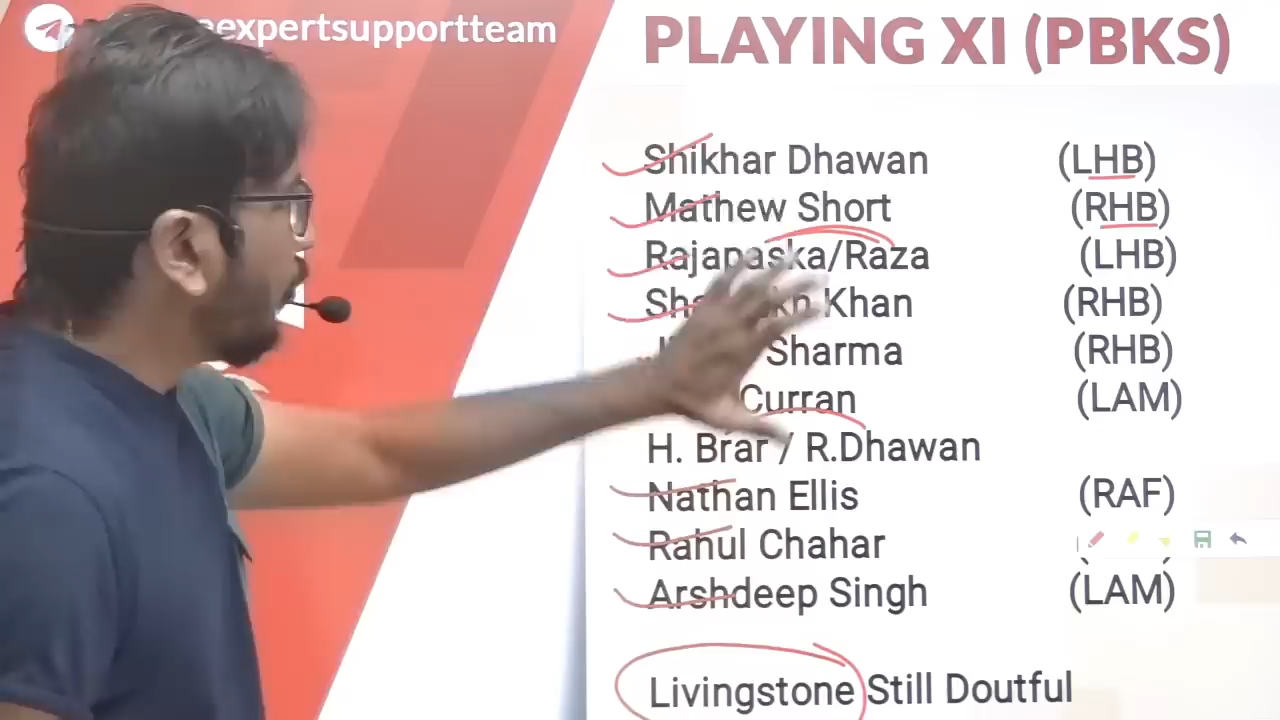 expertsupportteam
PLAYING XI (PBKS)
Shikhar Dhawan (LHB)
Mathew Short (RHB)
Rajapaska/Raza (LHB)
Khan (RHB)
Sharma (RHB)
Curran (LAM)
H. Brar / R.Dhawan
Nathan Ellis (RAF)
Rahul Chahar
Arshdeep Singh (LAM)
Livingstone Still Doutful